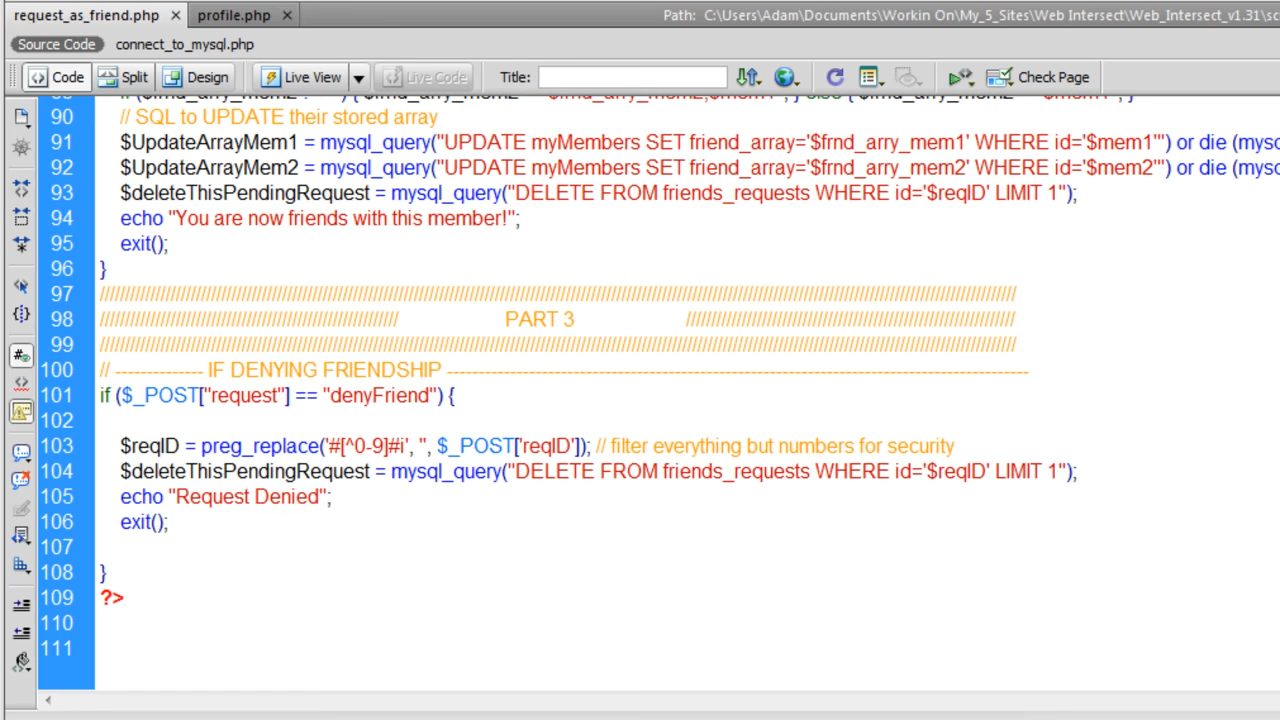 request_as_friend.php × profile.php × Path: C:\Users\Adam\Documents\Workin On\My_5_Sites\Web Intersect\Web_Intersect_v1.31\sc
Source Code connect_to_mysql.php
Code Split Design Live View Live Code Title: Check Page
90 // SQL to UPDATE their stored array
91 $UpdateArrayMem1 = mysql_query("UPDATE myMembers SET friend_array='$frnd_arry_mem1' WHERE id='$mem1'") or die (myso
92 $UpdateArrayMem2 = mysql_query("UPDATE myMembers SET friend_array='$frnd_arry_mem2' WHERE id='$mem2'") or die (myso
93 $deleteThisPendingRequest = mysql_query("DELETE FROM friends_requests WHERE id='$reqID' LIMIT 1");
94 echo "You are now friends with this member!";
95 exit();
96 }
97 ////////////////////////////////////////////////////////////////////////////////////////////////////////////////////////////////////////////////
98 /////////////////////////////////////////////// PART 3 ////////////////////////////////////////////////////
99 ////////////////////////////////////////////////////////////////////////////////////////////////////////////////////////////////////////////////
100 // -------------- IF DENYING FRIENDSHIP --------------------------------------------------------------------------------------------
101 if ($_POST["request"] == "denyFriend") {
102
103 $reqID = preg_replace('#[^0-9]#i', '', $_POST['reqID']); // filter everything but numbers for security
104 $deleteThisPendingRequest = mysql_query("DELETE FROM friends_requests WHERE id='$reqID' LIMIT 1");
105 echo "Request Denied";
106 exit();
107
108 }
109 ?>
110
111